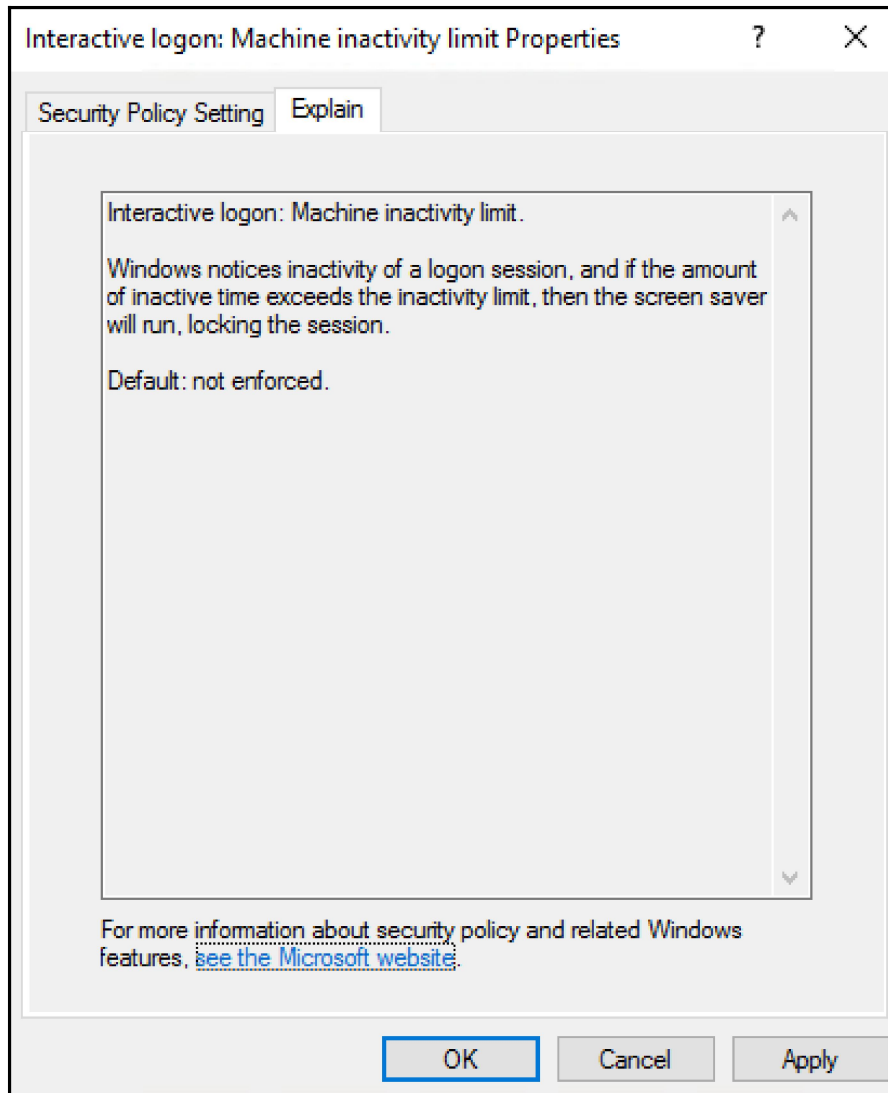 Interactive logon: Machine inactivity limit Properties
?
Security Policy Setting
Explain
Interactive logon: Machine inactivity limit.
Windows notices inactivity of a logon session, and if the amount
of inactive time exceeds the inactivity limit, then the screen saver
will run, locking the session.
Default: not enforced.
For more information about security policy and related Windows
features, see the Microsoft website.
OK
Cancel
Apply